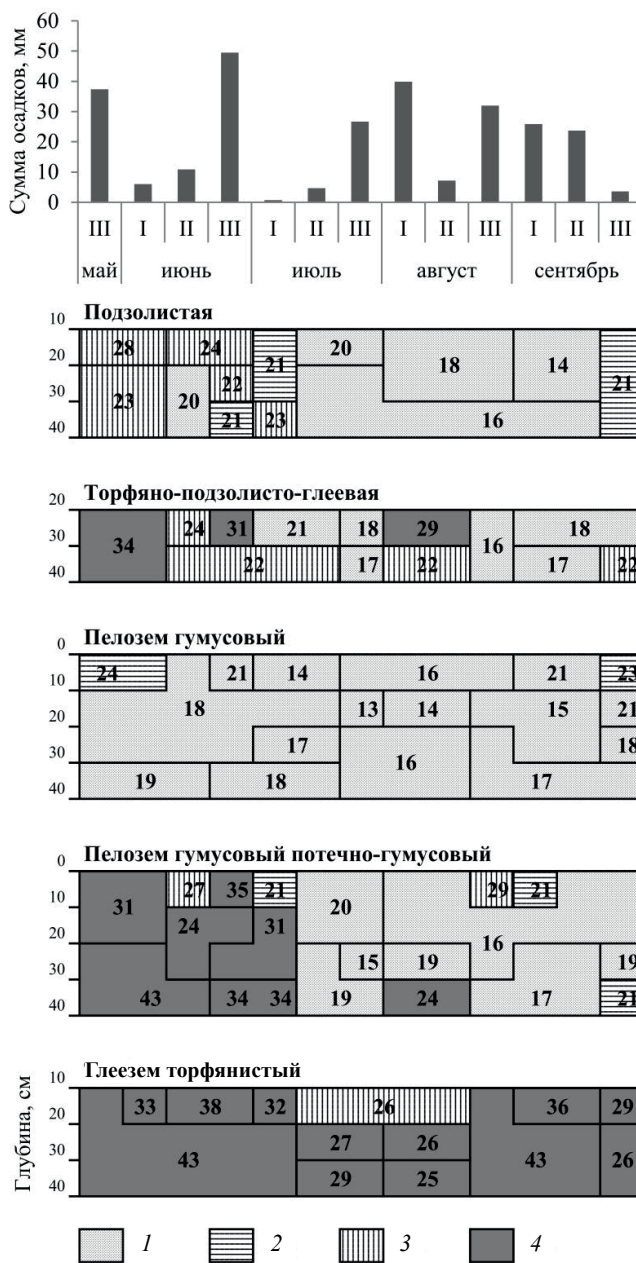 Сумма осадков, мм
60
50
40
30
20
10
0
III I II III I II III I II III I II III
май июнь июль август сентябрь
Подзолистая
10
20
30
40
28 24 21 20 18 14 21
23 20 22 21 23 16
Торфяно-подзолисто-глеевая
20
30
40
34 24 31 21 18 29 16 18
22 17 22 17 22
Пелозем гумусовый
0
10
20
30
40
24 21 14 16 21 23
18 13 14 15 21
17 16 18
19 18 17
Пелозем гумусовый потечно-гумусовый
0
10
20
30
40
31 27 35 21 20 29 21
24 31 16
15 19 19
43 34 34 19 24 17 21
Глеезем торфянистый
Глубина, см
10
20
30
40
33 38 32 26 36 29
43 27 26 43 26
29 25
1 2 3 4